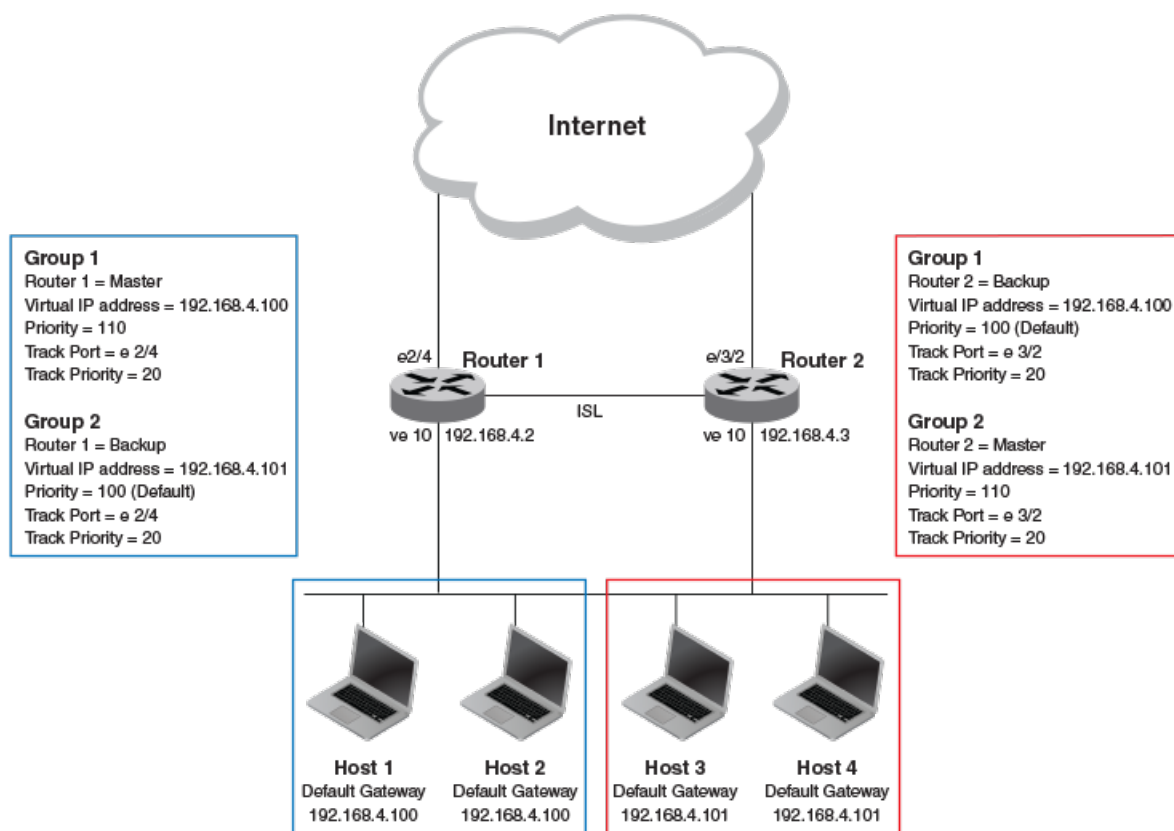 Internet
Group 1
Router 1 = Master
Virtual IP address = 192.168.4.100
Priority = 110
Track Port = e 2/4
Track Priority = 20
Group 2
Router 1 = Backup
Virtual IP address = 192.168.4.101
Priority = 100 (Default)
Track Port = e 2/4
Track Priority = 20
Group 1
Router 2 = Backup
Virtual IP address = 192.168.4.100
Priority = 100 (Default)
Track Port = e 3/2
Track Priority = 20
Group 2
Router 2 = Master
Virtual IP address = 192.168.4.101
Priority = 110
Track Port = e 3/2
Track Priority = 20
e2/4
Router 1
e/3/2
Router 2
ISL
ve 10
192.168.4.2
ve 10
192.168.4.3
Host 1
Default Gateway
192.168.4.100
Host 2
Default Gateway
192.168.4.100
Host 3
Default Gateway
192.168.4.101
Host 4
Default Gateway
192.168.4.101